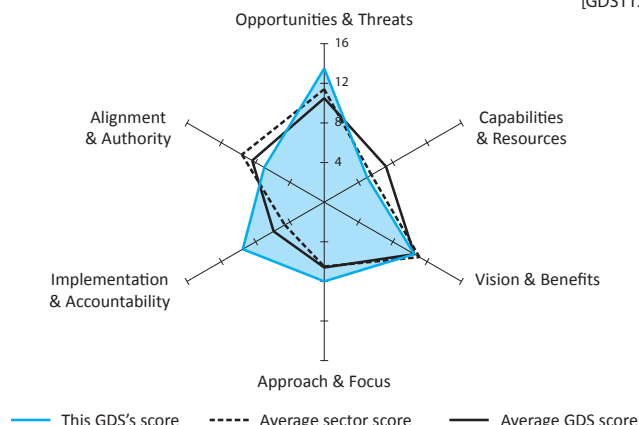 Opportunities & Threats
16
12
8
4
Alignment
& Authority
Capabilities
& Resources
Implementation
& Accountability
Vision & Benefits
Approach & Focus
This GDS's score
Average sector score
Average GDS score